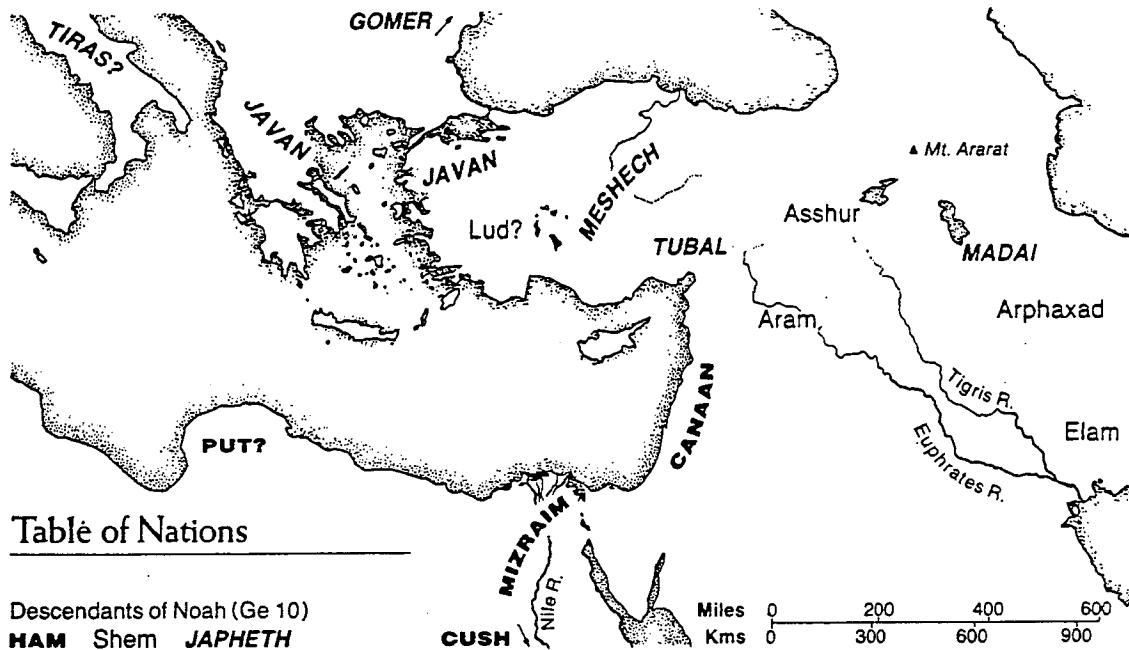 GOMER
TIRAS?
JAVAN
JAVAN
MESHECH
Mt. Ararat
Asshur
Lud?
TUBAL
MADAI
Aram
Arphaxad
Tigris R.
CANAAN
PUT?
Elam
Euphrates R.
MIZRAIM
Nile R.
CUSH
Table of Nations
Descendants of Noah (Ge 10)
HAM Shem JAPHETH
Miles 0 200 400 600
Kms 0 300 600 900